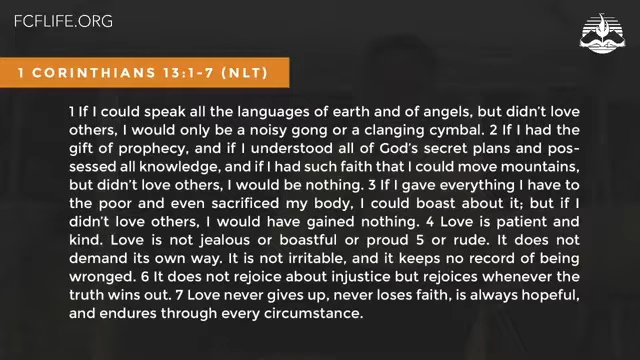 FCFLIFE.ORG
1 CORINTHIANS 13:1-7 (NLT)
1 If I could speak all the languages of earth and of angels, but didn't love
others, I would only be a noisy gong or a clanging cymbal. 2 If I had the
gift of prophecy, and if I understood all of God's secret plans and pos-
sessed all knowledge, and if I had such faith that I could move mountains,
but didn't love others, I would be nothing. 3 If I gave everything I have to
the poor and even sacrificed my body, I could boast about it; but if I
didn't love others, I would have gained nothing. 4 Love is patient and
kind. Love is not jealous or boastful or proud 5 or rude. It does not
demand its own way. It is not irritable, and it keeps no record of being
wronged. 6 It does not rejoice about injustice but rejoices whenever the
truth wins out. 7 Love never gives up, never loses faith, is always hopeful,
and endures through every circumstance.